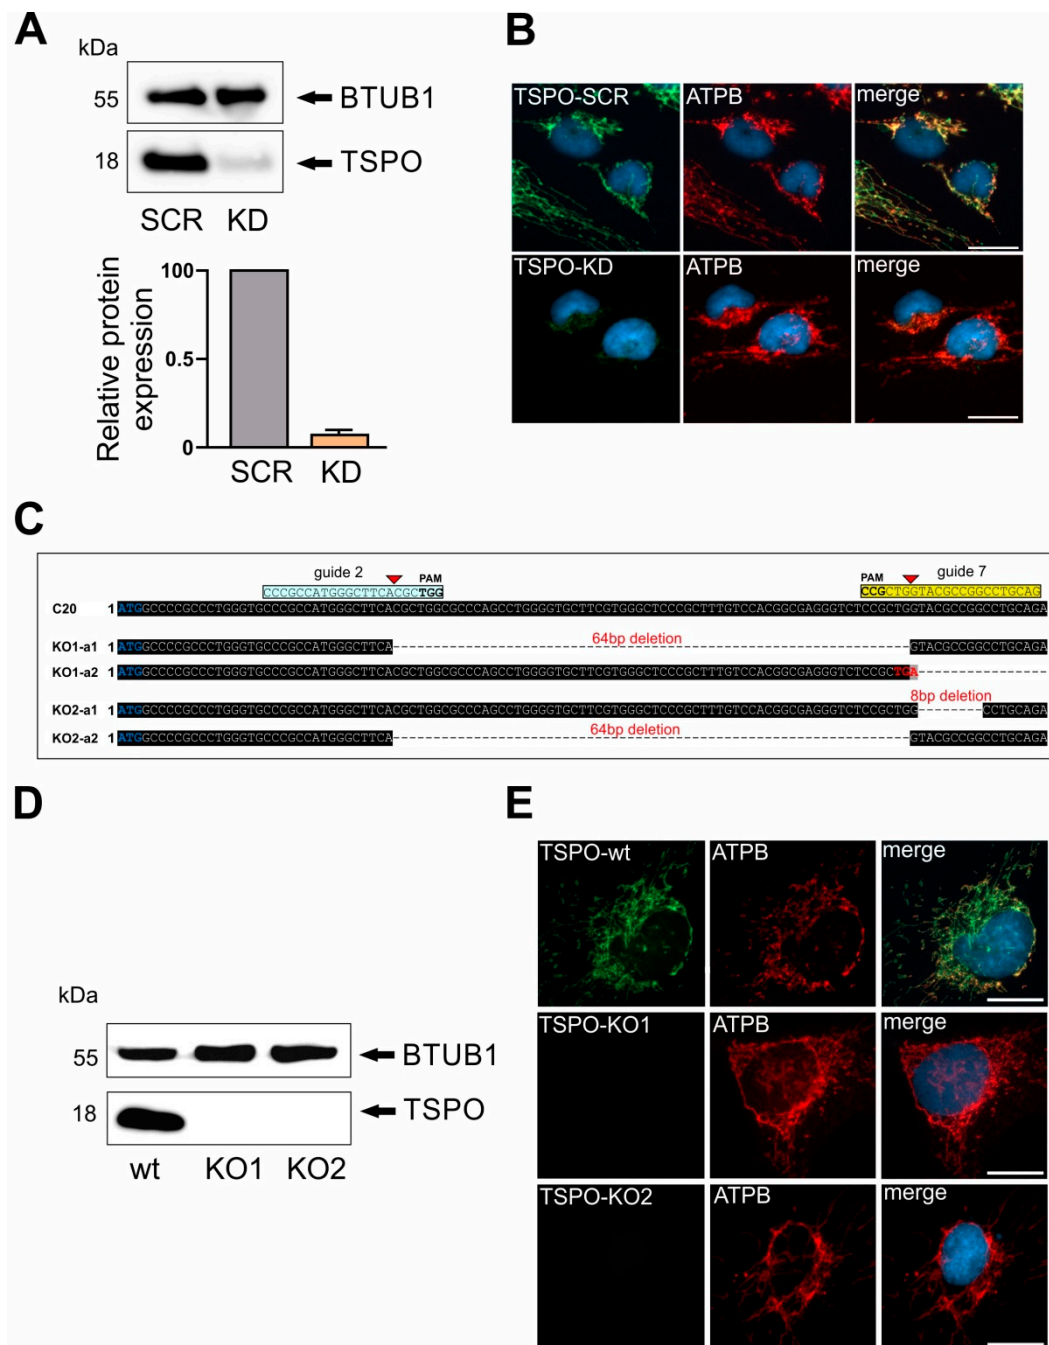 A
kDa
55
BTUB1
18
TSPO
SCR KD
Relative protein
expression
100
0.5
0
SCR KD
B
TSPO-SCR ATPB merge
TSPO-KD ATPB merge
C
guide 2 PAM PAM guide 7
CCCGCCATGGGCTTCACGCTGG CCGCTGGTACGCCGGCCTGCAG
C20 1 ATGGCCCCGCCCTGGGTGCCCGCCATGGGCTTCACGCTGGCGCCCAGCCTGGGGTGCTTCGTGGGCTCCCGCTTTGTCCACGGCGAGGGTCTCCGCTGGTACGCCGGCCTGCAGA
64bp deletion
KO1-a1 1 ATGGCCCCGCCCTGGGTGCCCGCCATGGGCTTCA GTACGCCGGCCTGCAGA
KO1-a2 1 ATGGCCCCGCCCTGGGTGCCCGCCATGGGCTTCACGCTGGCGCCCAGCCTGGGGTGCTTCGTGGGCTCCCGCTTTGTCCACGGCGAGGGTCTCCGCTGA
8bp deletion
KO2-a1 1 ATGGCCCCGCCCTGGGTGCCCGCCATGGGCTTCACGCTGGCGCCCAGCCTGGGGTGCTTCGTGGGCTCCCGCTTTGTCCACGGCGAGGGTCTCCGCTGG CCTGCAGA
64bp deletion
KO2-a2 1 ATGGCCCCGCCCTGGGTGCCCGCCATGGGCTTCA GTACGCCGGCCTGCAGA
D
kDa
55
BTUB1
18
TSPO
wt KO1 KO2
E
TSPO-wt ATPB merge
TSPO-KO1 ATPB merge
TSPO-KO2 ATPB merge